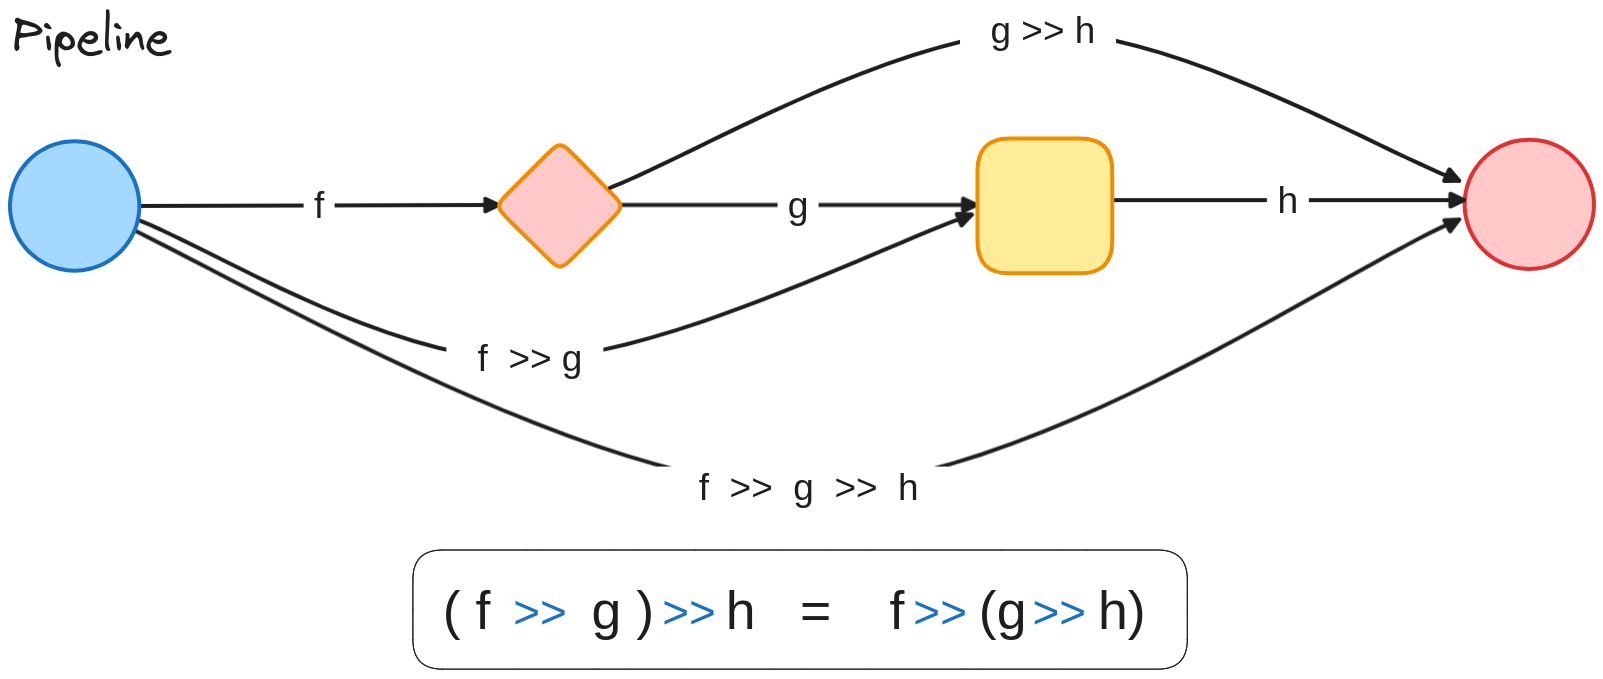 Pipeline
g >> h
f
g
h
f >> g
f >> g >> h
( f >> g ) >> h = f >> (g >> h)